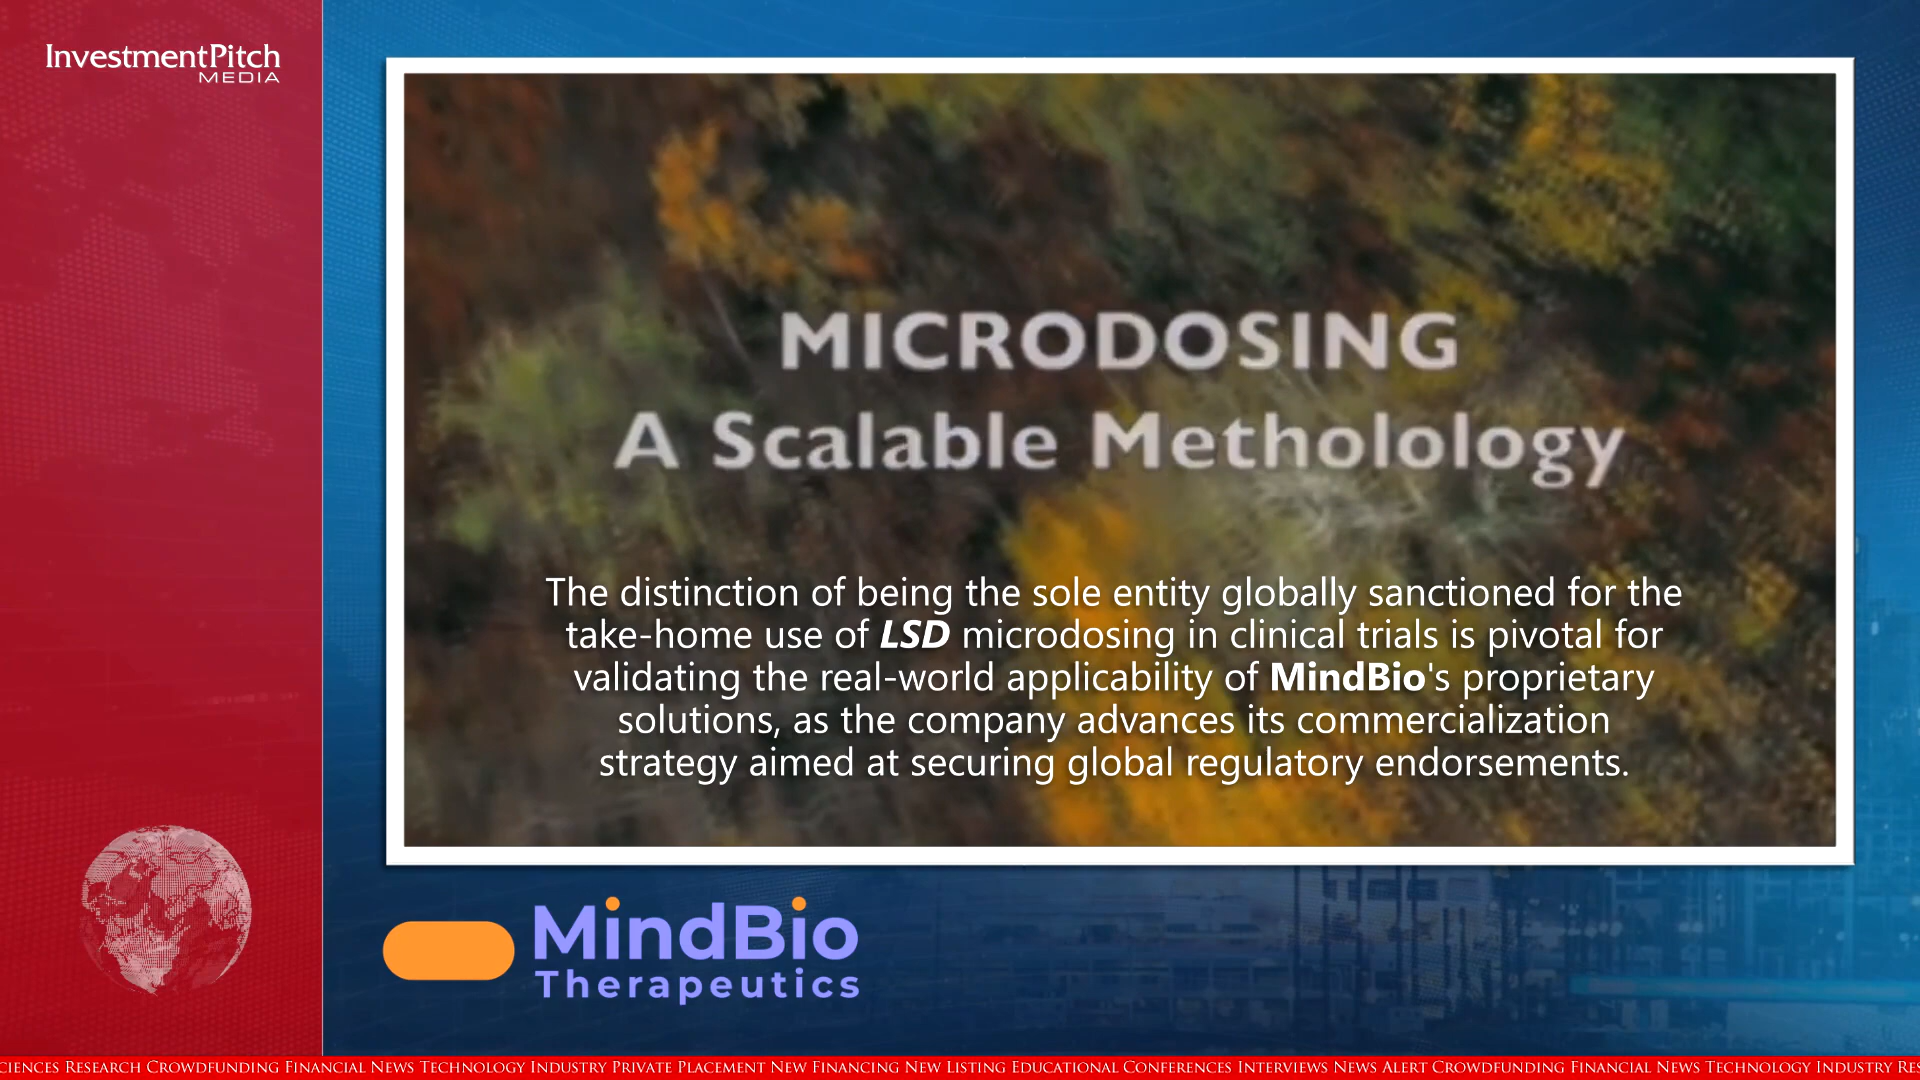 InvestmentPitch
MEDIA
MICRODOSING
A Scalable Methololology
The distinction of being the sole entity globally sanctioned for the
take-home use of LSD microdosing in clinical trials is pivotal for
validating the real-world applicability of MindBio's proprietary
solutions, as the company advances its commercialization
strategy aimed at securing global regulatory endorsements.
MindBio
Therapeutics
CIENCES RESEARCH CROWDFUNDING FINANCIAL NEWS TECHNOLOGY INDUSTRY PRIVATE PLACEMENT NEW FINANCING NEW LISTING EDUCATIONAL CONFERENCES INTERVIEWS NEWS ALERT CROWDFUNDING FINANCIAL NEWS TECHNOLOGY INDUSTRY RES